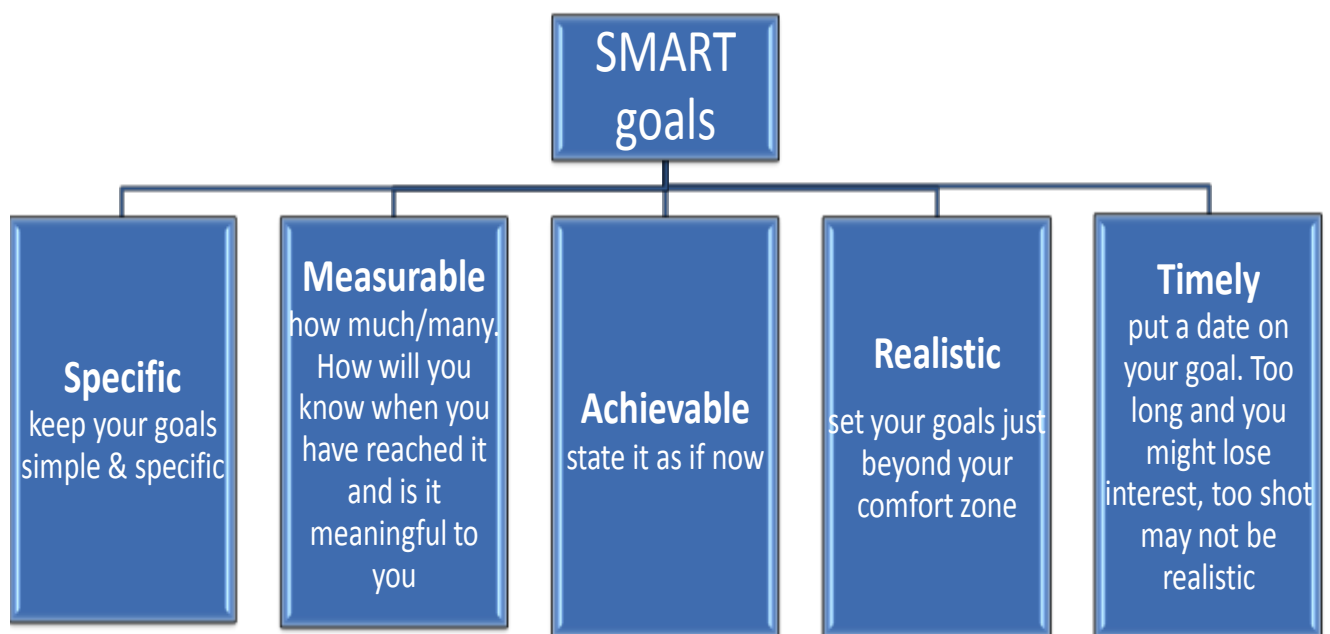 SMART
goals
Specific
keep your goals
simple & specific
Measurable
how much/many.
How will you
know when you
have reached it
and is it
meaningful to
you
Achievable
state it as if now
Realistic
set your goals just
beyond your
comfort zone
Timely
put a date on
your goal. Too
long and you
might lose
interest, too shot
may not be
realistic